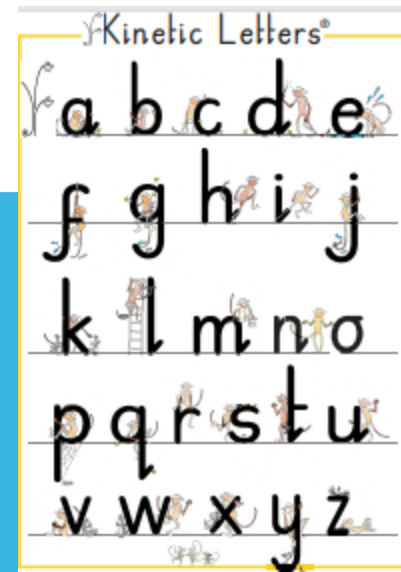 Kinetic Letters®
a b c d e
f g h i j
k l m n o
p q r s t u
v w x y z